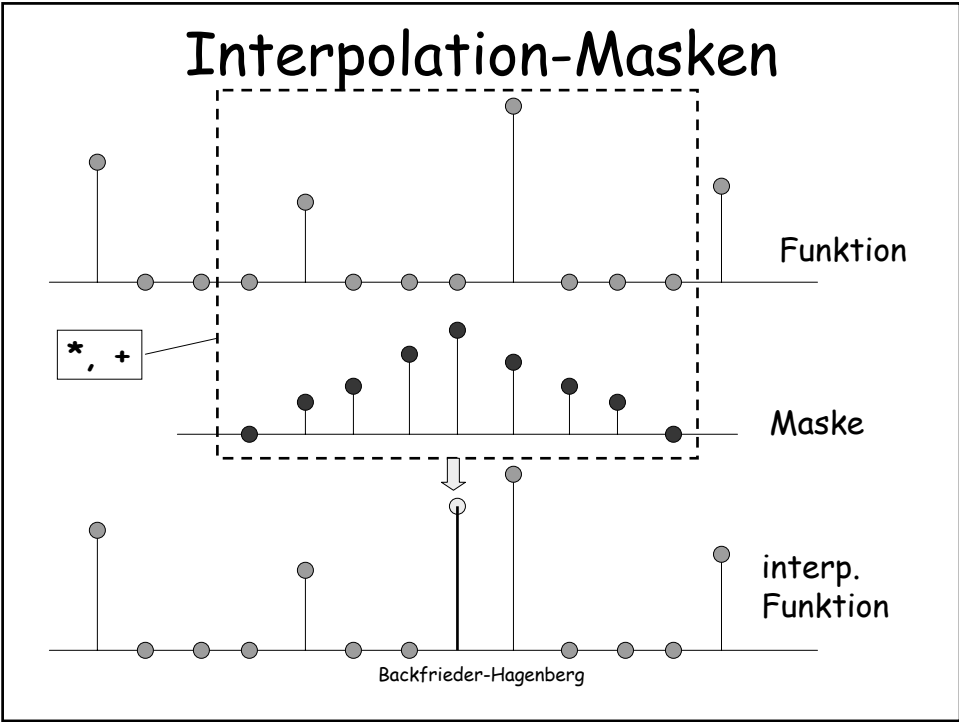 Interpolation-Masken
Funktion
*, +
Maske
interp.
Funktion
Backfrieder-Hagenberg